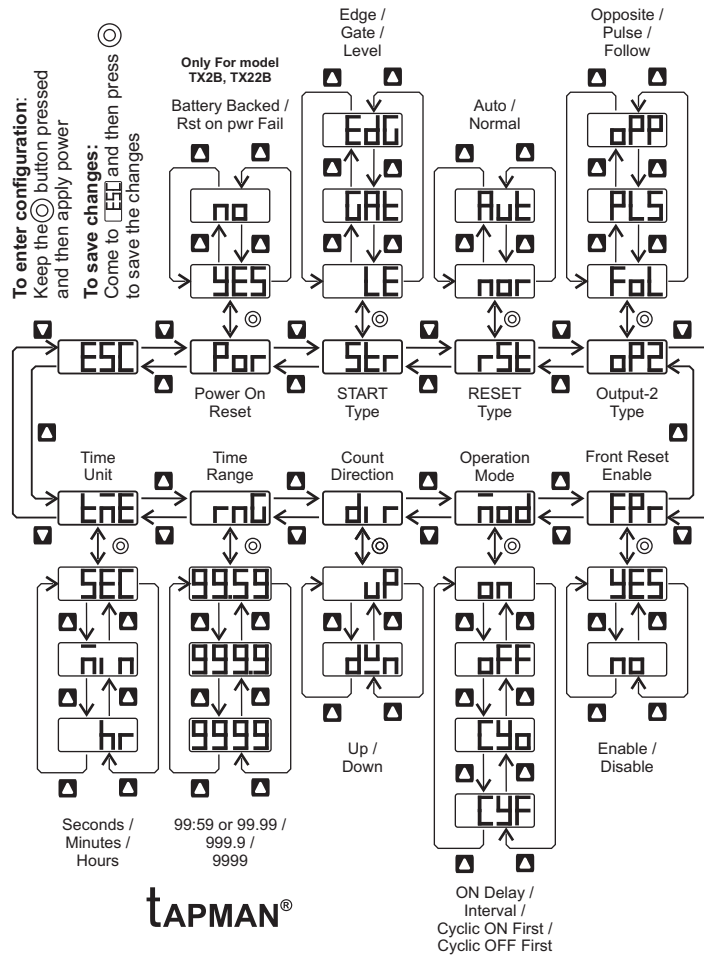 To enter configuration:
Keep the button pressed
and then apply power
To save changes:
Come to ESC and then press
to save the changes
Only For model
TX2B, TX22B
Battery Backed /
Rst on pwr Fail
no
YES
Edge /
Gate /
Level
EdG
GAt
LE
Auto /
Normal
Aut
nor
Opposite /
Pulse /
Follow
oPP
PLS
FoL
ESC
Por
Str
rSt
oP2
Power On
Reset
START
Type
RESET
Type
Output-2
Type
Time
Unit
Time
Range
Count
Direction
Operation
Mode
Front Reset
Enable
tmE
rnG
dir
mod
FPr
SEC
min
hr
99.59
999.9
9999
uP
dyn
on
oFF
CYo
CYF
YES
no
Seconds /
Minutes /
Hours
99:59 or 99.99 /
999.9 /
9999
Up /
Down
ON Delay /
Interval /
Cyclic ON First /
Cyclic OFF First
Enable /
Disable
tAPMAN®